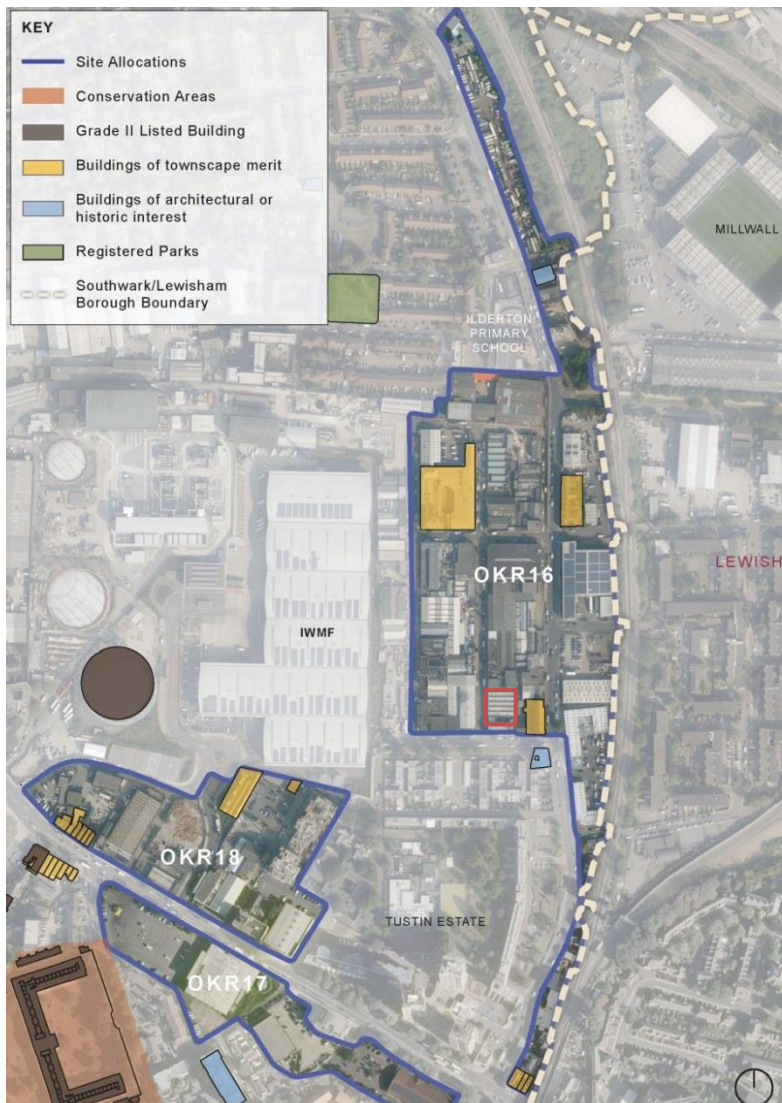 KEY
Site Allocations
Conservation Areas
Grade II Listed Building
Buildings of townscape merit
Buildings of architectural or
historic interest
Registered Parks
Southwark/Lewisham
Borough Boundary
MILLWALL
ILDERTON
PRIMARY
SCHOOL
OKR16
LEWISH
IWMF
OKR18
TUSTIN ESTATE
OKR17